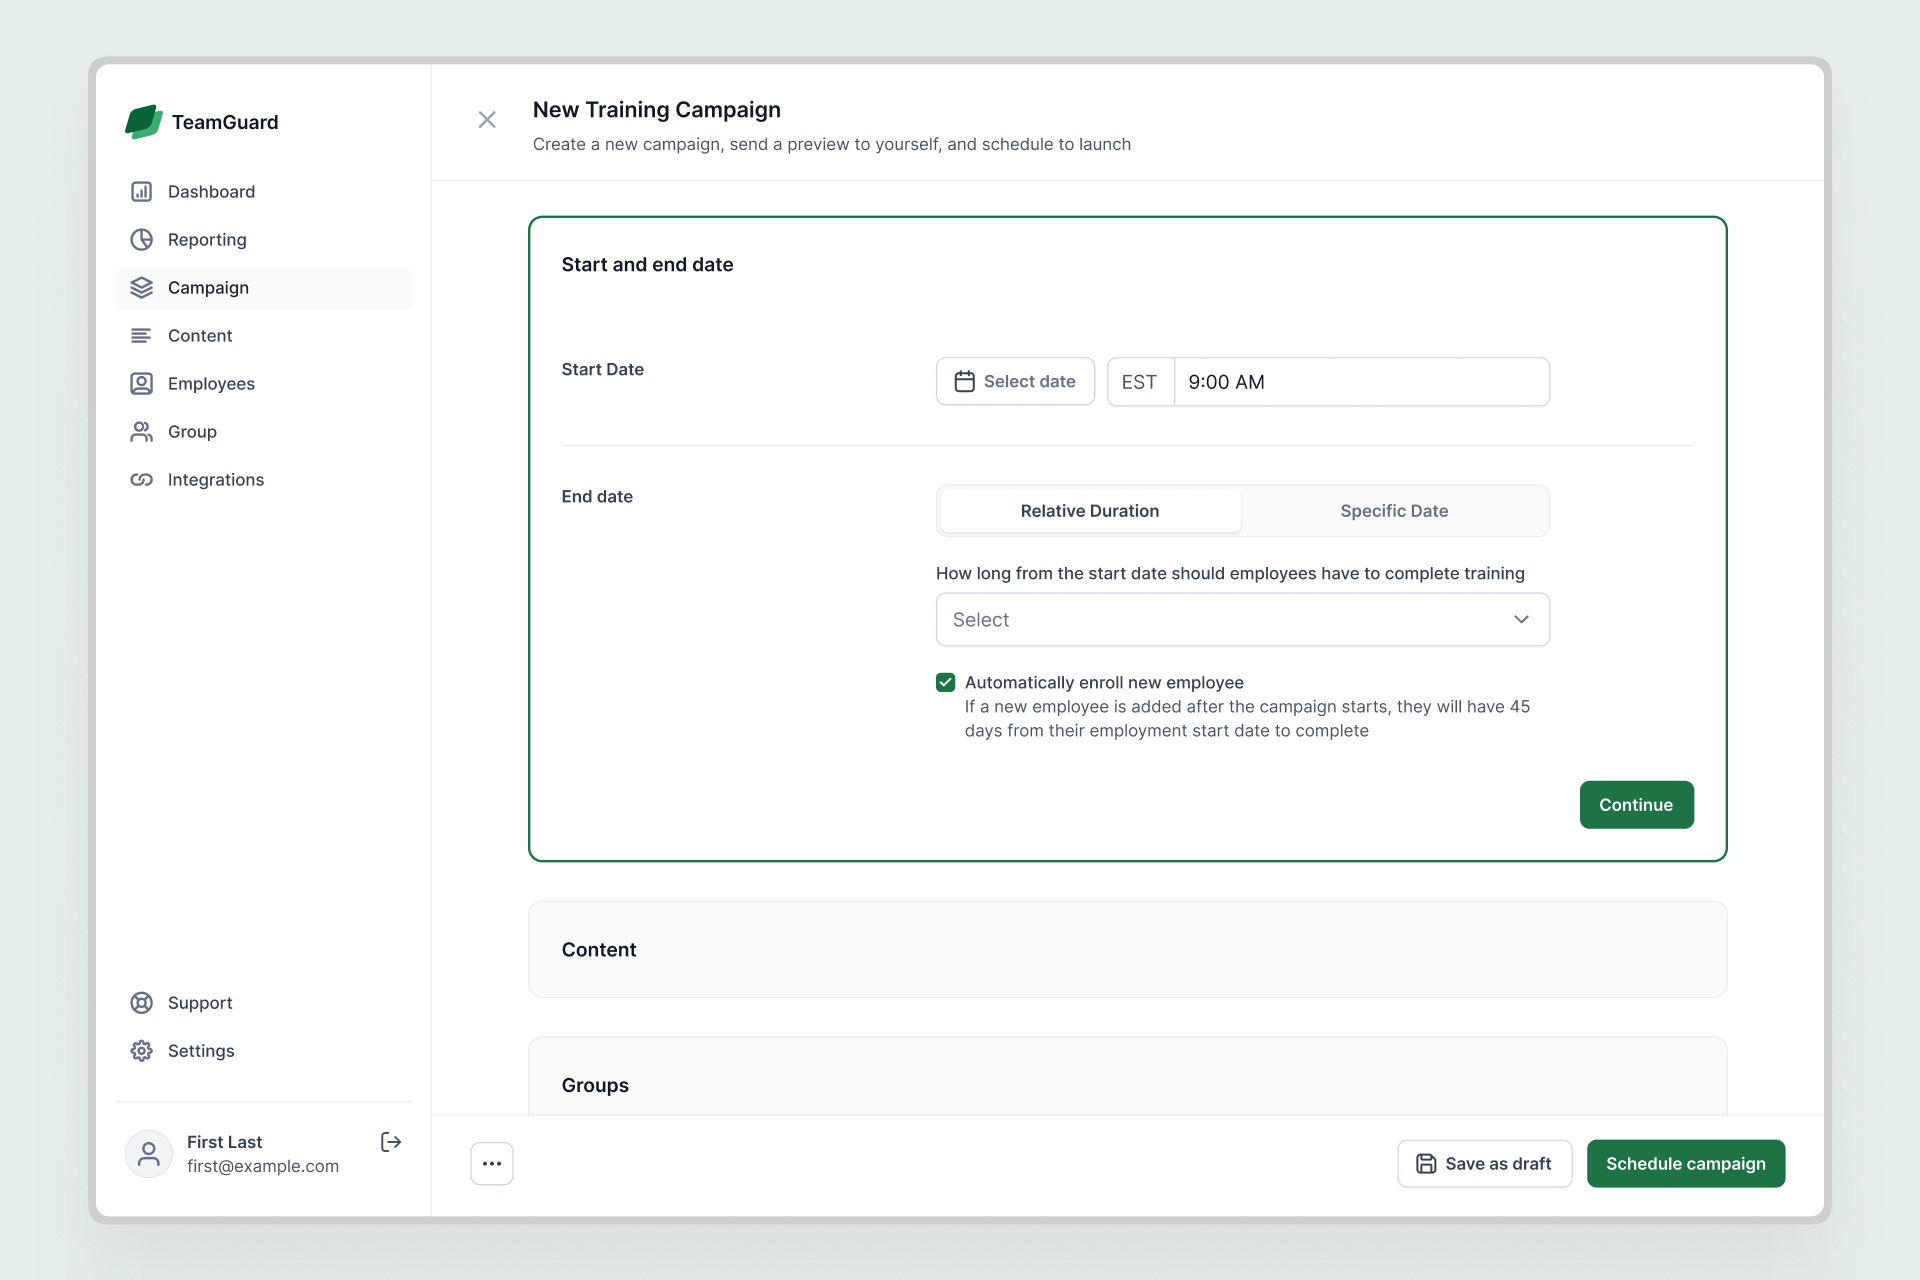 TeamGuard
Dashboard
Reporting
Campaign
Content
Employees
Group
Integrations
Support
Settings
First Last
first@example.com
New Training Campaign
Create a new campaign, send a preview to yourself, and schedule to launch
Start and end date
Start Date
Select date
EST
9:00 AM
End date
Relative Duration
Specific Date
How long from the start date should employees have to complete training
Select
Automatically enroll new employee
If a new employee is added after the campaign starts, they will have 45
days from their employment start date to complete
Continue
Content
Groups
Save as draft
Schedule campaign